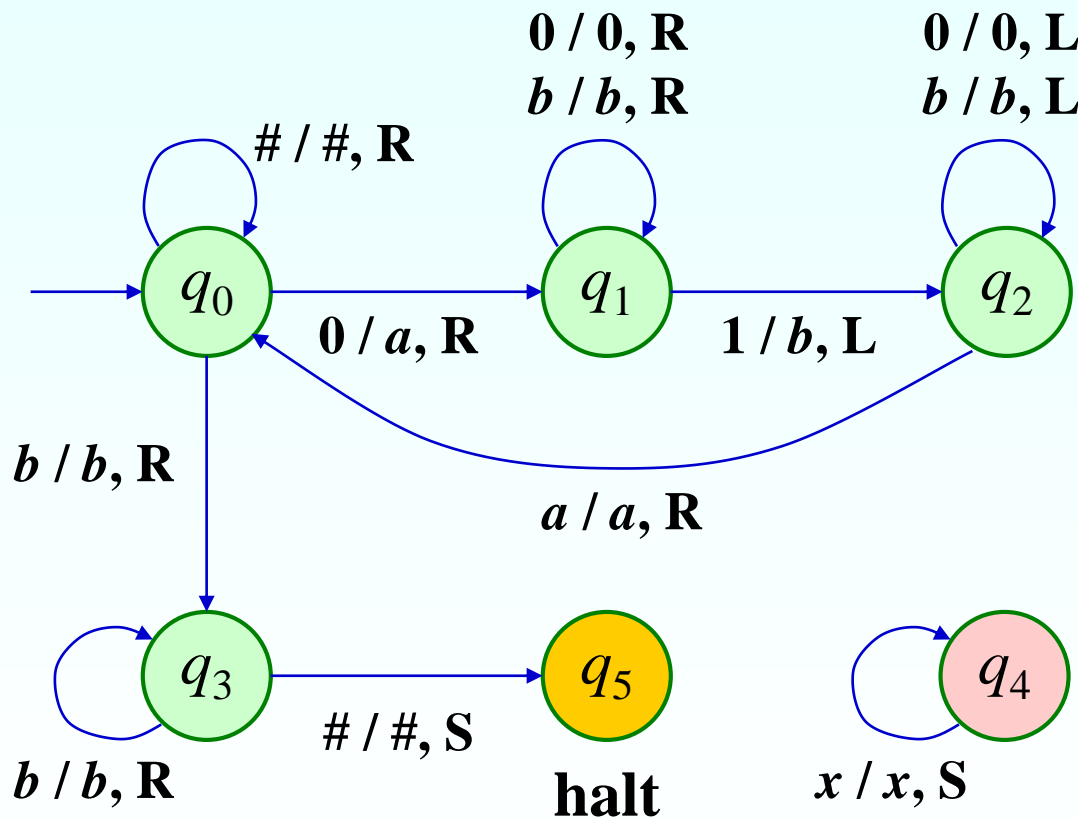 0 / 0, R
0 / 0, L
b / b, R
b / b, L
# / #, R
q0
q1
q2
0 / a, R
1 / b, L
b / b, R
a / a, R
q3
q5
q4
# / #, S
b / b, R
halt
x / x, S